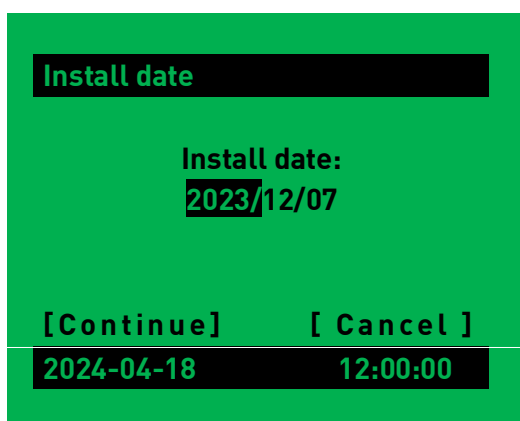 Install date
Install date:
2023/12/07
[Continue] [ Cancel ]
2024-04-18 12:00:00